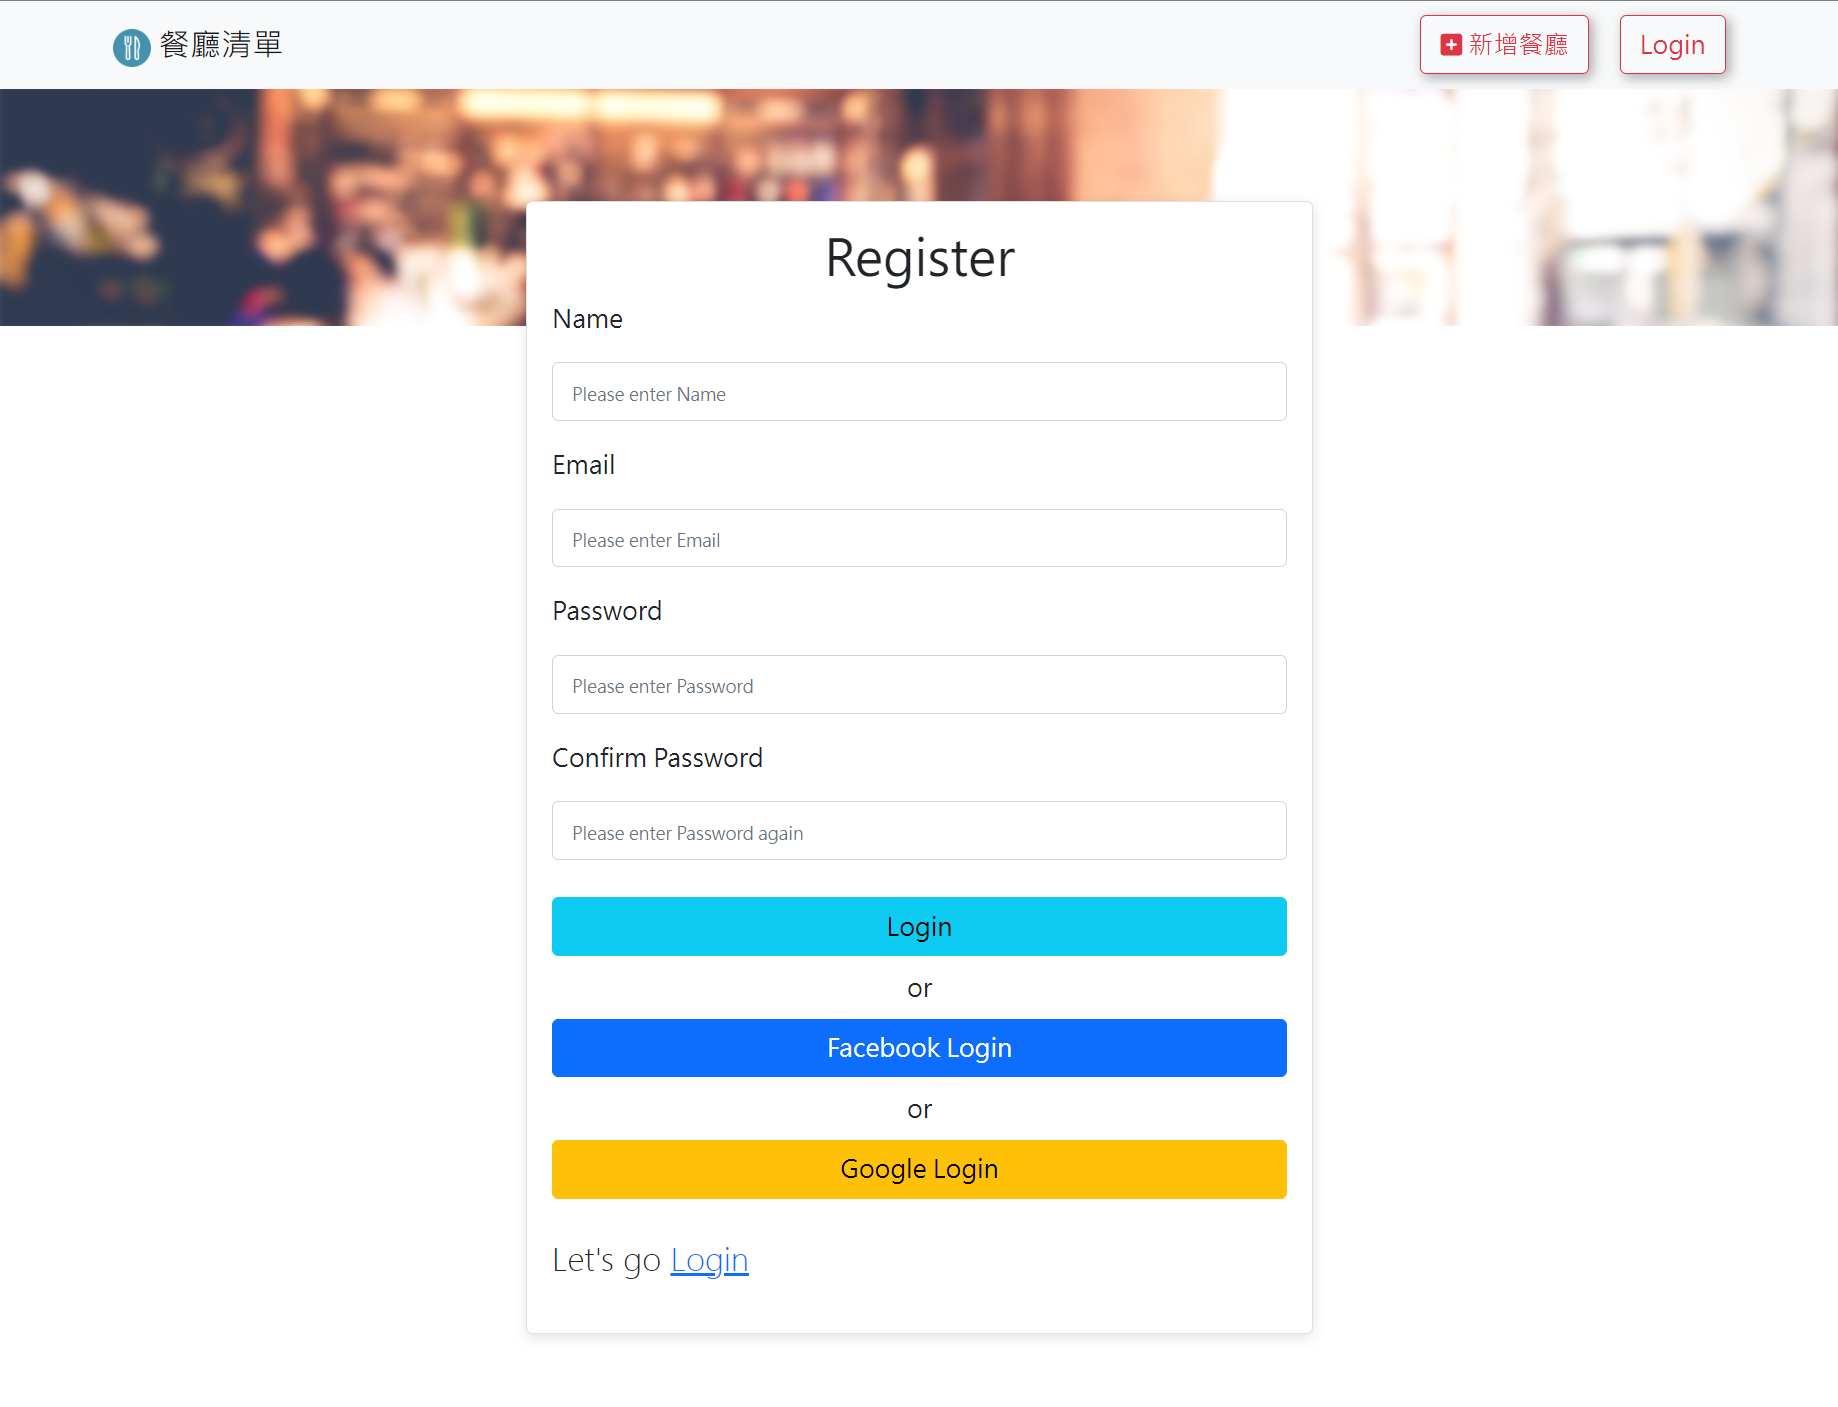 餐廳清單
新增餐廳
Login
Register
Name
Please enter Name
Email
Please enter Email
Password
Please enter Password
Confirm Password
Please enter Password again
Login
or
Facebook Login
or
Google Login
Let's go Login